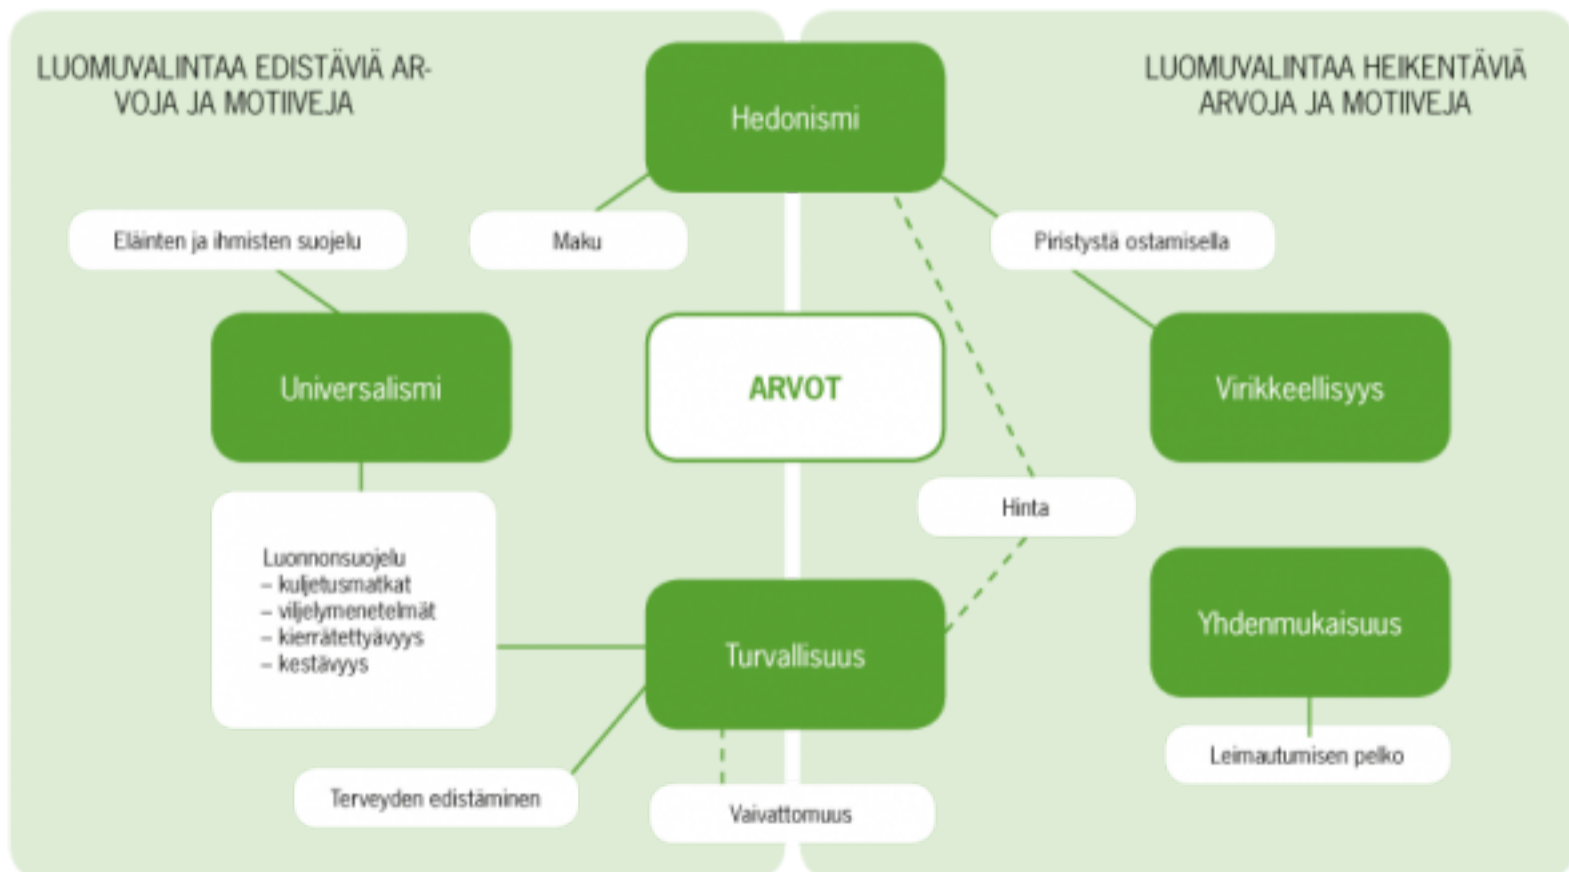 LUOMUVALINTAA EDISTÄVIÄ AR-
VOJA JA MOTIIVEJA
LUOMUVALINTAA HEIKENTÄVIÄ
ARVOJA JA MOTIIVEJA
Hedonismi
Eläinten ja ihmisten suojelu
Maku
Piristystä ostamisella
Universalismi
ARVOT
Virikkeellisyys
Hinta
Luonnonsuojelu
– kuljetusmatkat
– viljelymenetelmät
– kierrätettyävyys
– kestävyys
Turvallisuus
Yhdenmukaisuus
Leimautumisen pelko
Terveyden edistäminen
Vaivattomuus